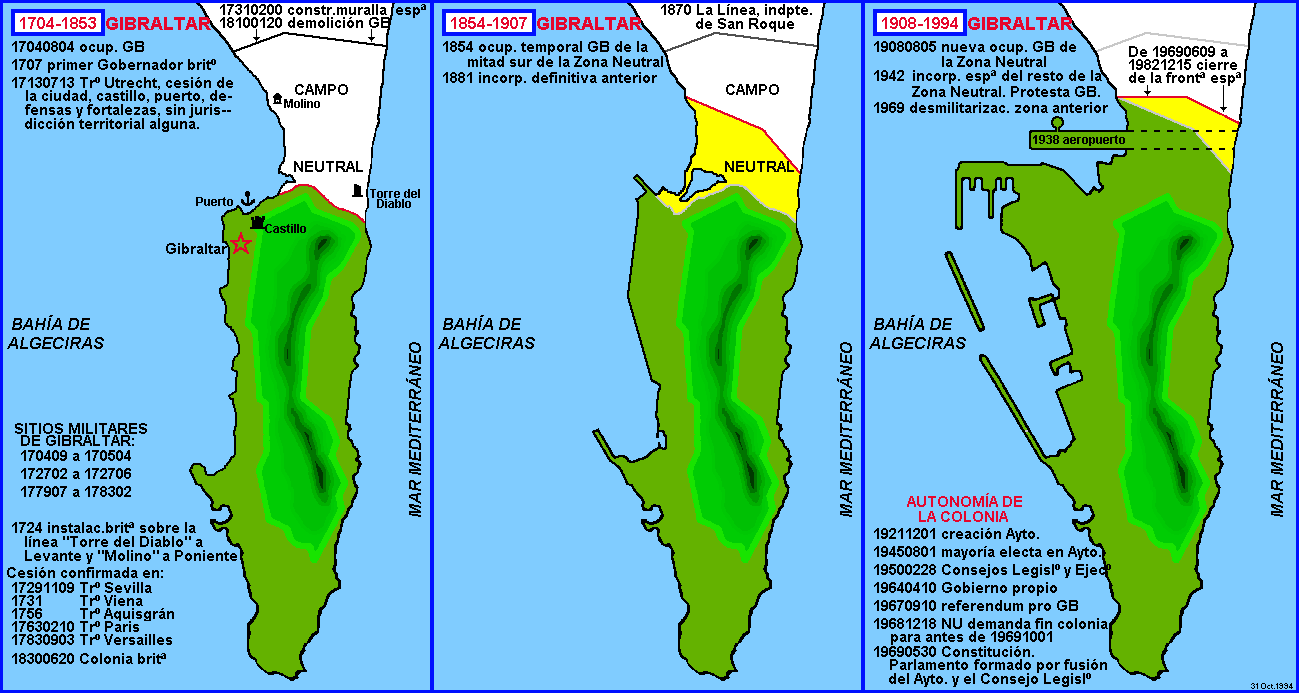 1704-1853 GIBRALTAR
17310200 constr.muralla espª
18100120 demolición GB
17040804 ocup. GB
1707 primer Gobernador britº
17130713 Trº Utrecht, cesión de
la ciudad, castillo, puerto, de-
fensas y fortalezas, sin juris--
dicción territorial alguna.
CAMPO
Molino
NEUTRAL
Torre del
Diablo
Puerto
Castillo
Gibraltar
BAHÍA DE
ALGECIRAS
MAR MEDITERRÁNEO
SITIOS MILITARES
DE GIBRALTAR:
170409 a 170504
172702 a 172706
177907 a 178302
1724 instalac.britª sobre la
línea "Torre del Diablo" a
Levante y "Molino" a Poniente
Cesión confirmada en:
17291109 Trº Sevilla
1731 Trº Viena
1756 Trº Aquisgrán
17630210 Trº Paris
17830903 Trº Versailles
18300620 Colonia britª
1854-1907 GIBRALTAR
1870 La Línea, indpte.
de San Roque
1854 ocup. temporal GB de la
mitad sur de la Zona Neutral
1881 incorp. definitiva anterior
CAMPO
NEUTRAL
BAHÍA DE
ALGECIRAS
MAR MEDITERRÁNEO
1908-1994 GIBRALTAR
19080805 nueva ocup. GB de
la Zona Neutral
1942 incorp. espª del resto de la
Zona Neutral. Protesta GB.
1969 desmilitarizac. zona anterior
De 19690609 a
19821215 cierre
de la frontª espª
1938 aeropuerto
BAHÍA DE
ALGECIRAS
MAR MEDITERRÁNEO
AUTONOMÍA DE
LA COLONIA
19211201 creación Ayto.
19450801 mayoría electa en Ayto.
19500228 Consejos Legislº y Ejecº
19640410 Gobierno propio
19670910 referendum pro GB
19681218 NU demanda fin colonia
para antes de 19691001
19690530 Constitución.
Parlamento formado por fusión
del Ayto. y el Consejo Legislº
31 Oct.1994